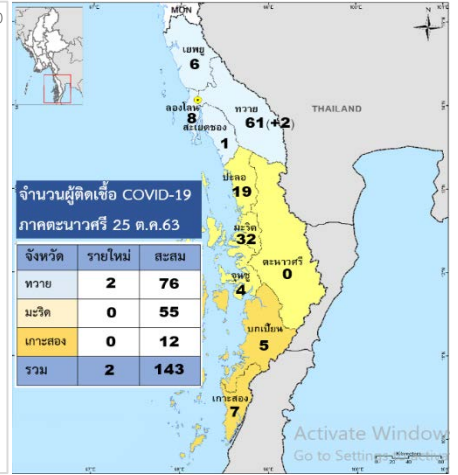 MON
เยพยู
6
ลองโลน
8
ทวาย
61(+2)
THAILAND
สะเยดชอง
1
ปะลอ
19
มะริด
32
ตะนาวศรี
0
จุนซู
4
บกเปี้ยน
5
เกาะสอง
7
จำนวนผู้ติดเชื้อ COVID-19
ภาคตะนาวศรี 25 ต.ค.63
จังหวัด รายใหม่ สะสม
ทวาย 2 76
มะริด 0 55
เกาะสอง 0 12
รวม 2 143
Activate Window
Go to Settings